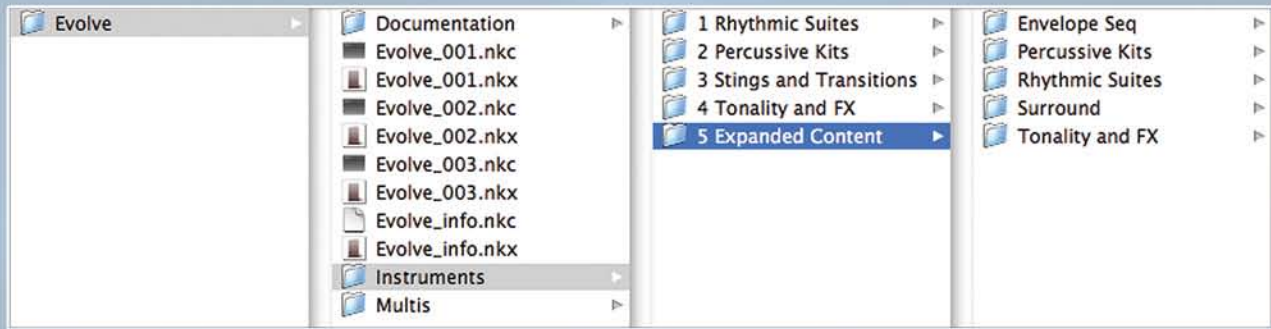 Evolve
Documentation
Evolve_001.nkc
Evolve_001.nkx
Evolve_002.nkc
Evolve_002.nkx
Evolve_003.nkc
Evolve_003.nkx
Evolve_info.nkc
Evolve_info.nkx
Instruments
Multis
1 Rhythmic Suites
2 Percussive Kits
3 Stings and Transitions
4 Tonality and FX
5 Expanded Content
Envelope Seq
Percussive Kits
Rhythmic Suites
Surround
Tonality and FX